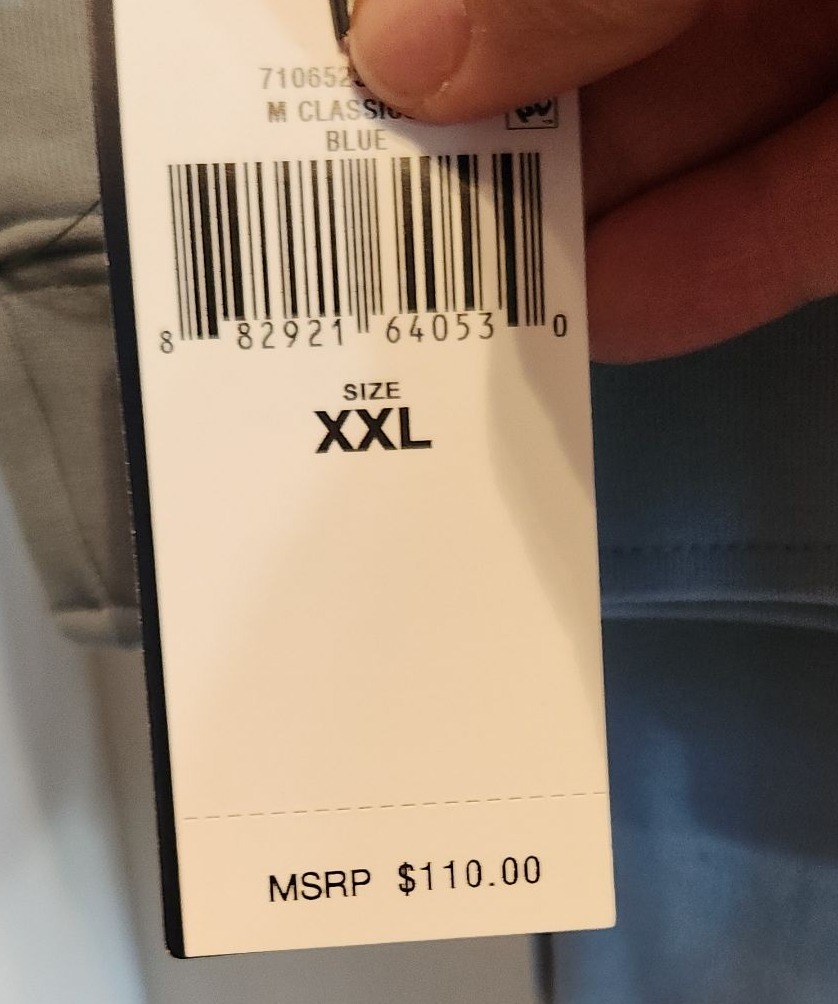 M
BLUE
8 82921 64053 0
SIZE
XXL
MSRP $110.00